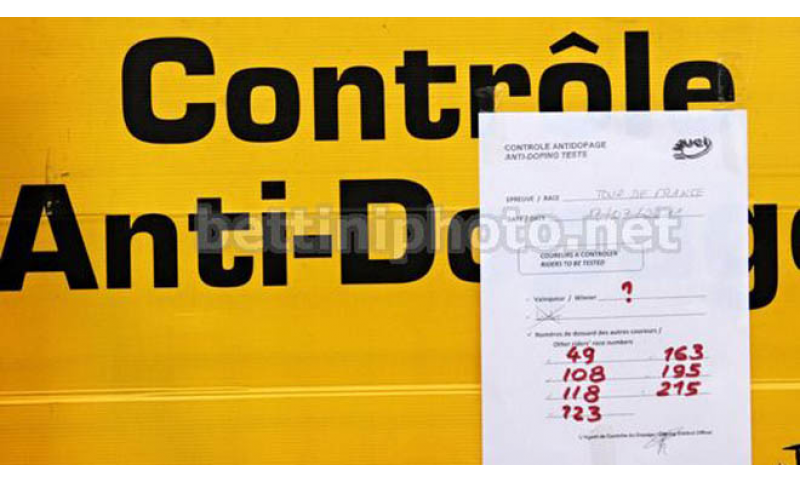 Contrôle
Anti-Do
bettiniphoto.net
CONTROLE ANTIDOPAGE
ANTI-DOPING TESTS
uci
EPREUVE / RACE TOUR DE FRANCE
DATE / DATE
COUREURS A CONTROLER
RIDERS TO BE TESTED
Vainqueur / Winner ?
Numéros de dossard des autres coureurs /
Other riders' race numbers
49 163
108 195
118 215
123